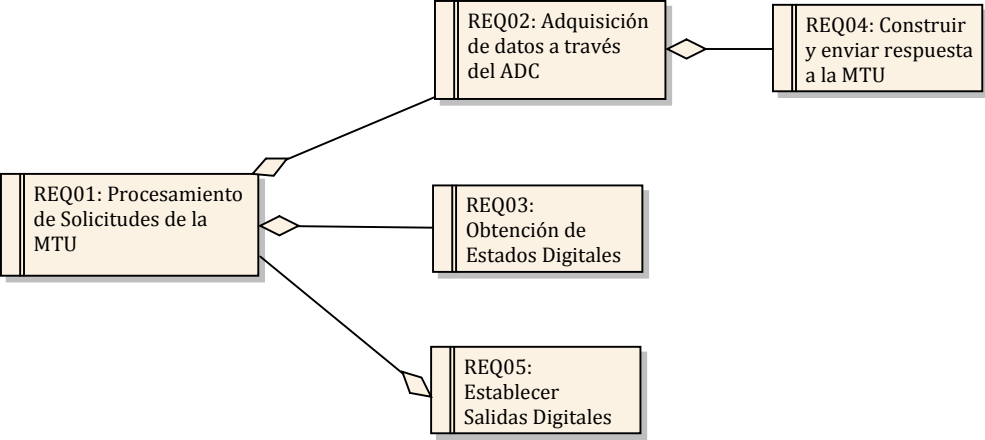 REQ02: Adquisición
de datos a través
del ADC
REQ04: Construir
y enviar respuesta
a la MTU
REQ01: Procesamiento
de Solicitudes de la
MTU
REQ03:
Obtención de
Estados Digitales
REQ05:
Establecer
Salidas Digitales